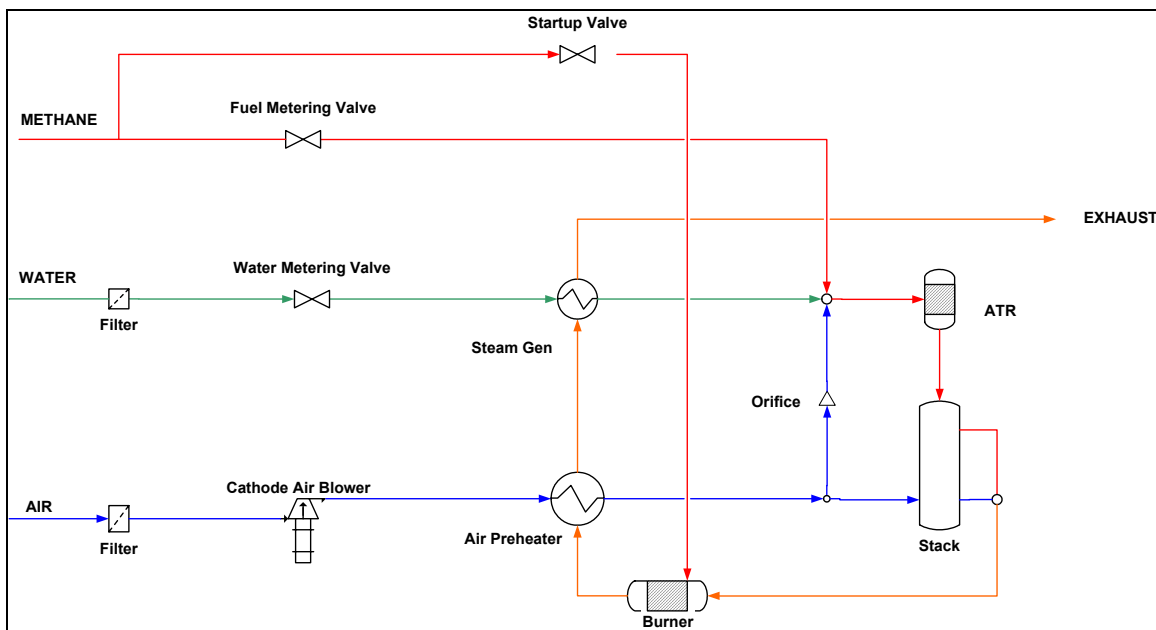 Startup Valve
Fuel Metering Valve
METHANE
EXHAUST
WATER
Water Metering Valve
Filter
ATR
Steam Gen
Orifice
Cathode Air Blower
AIR
Air Preheater
Filter
Stack
Burner